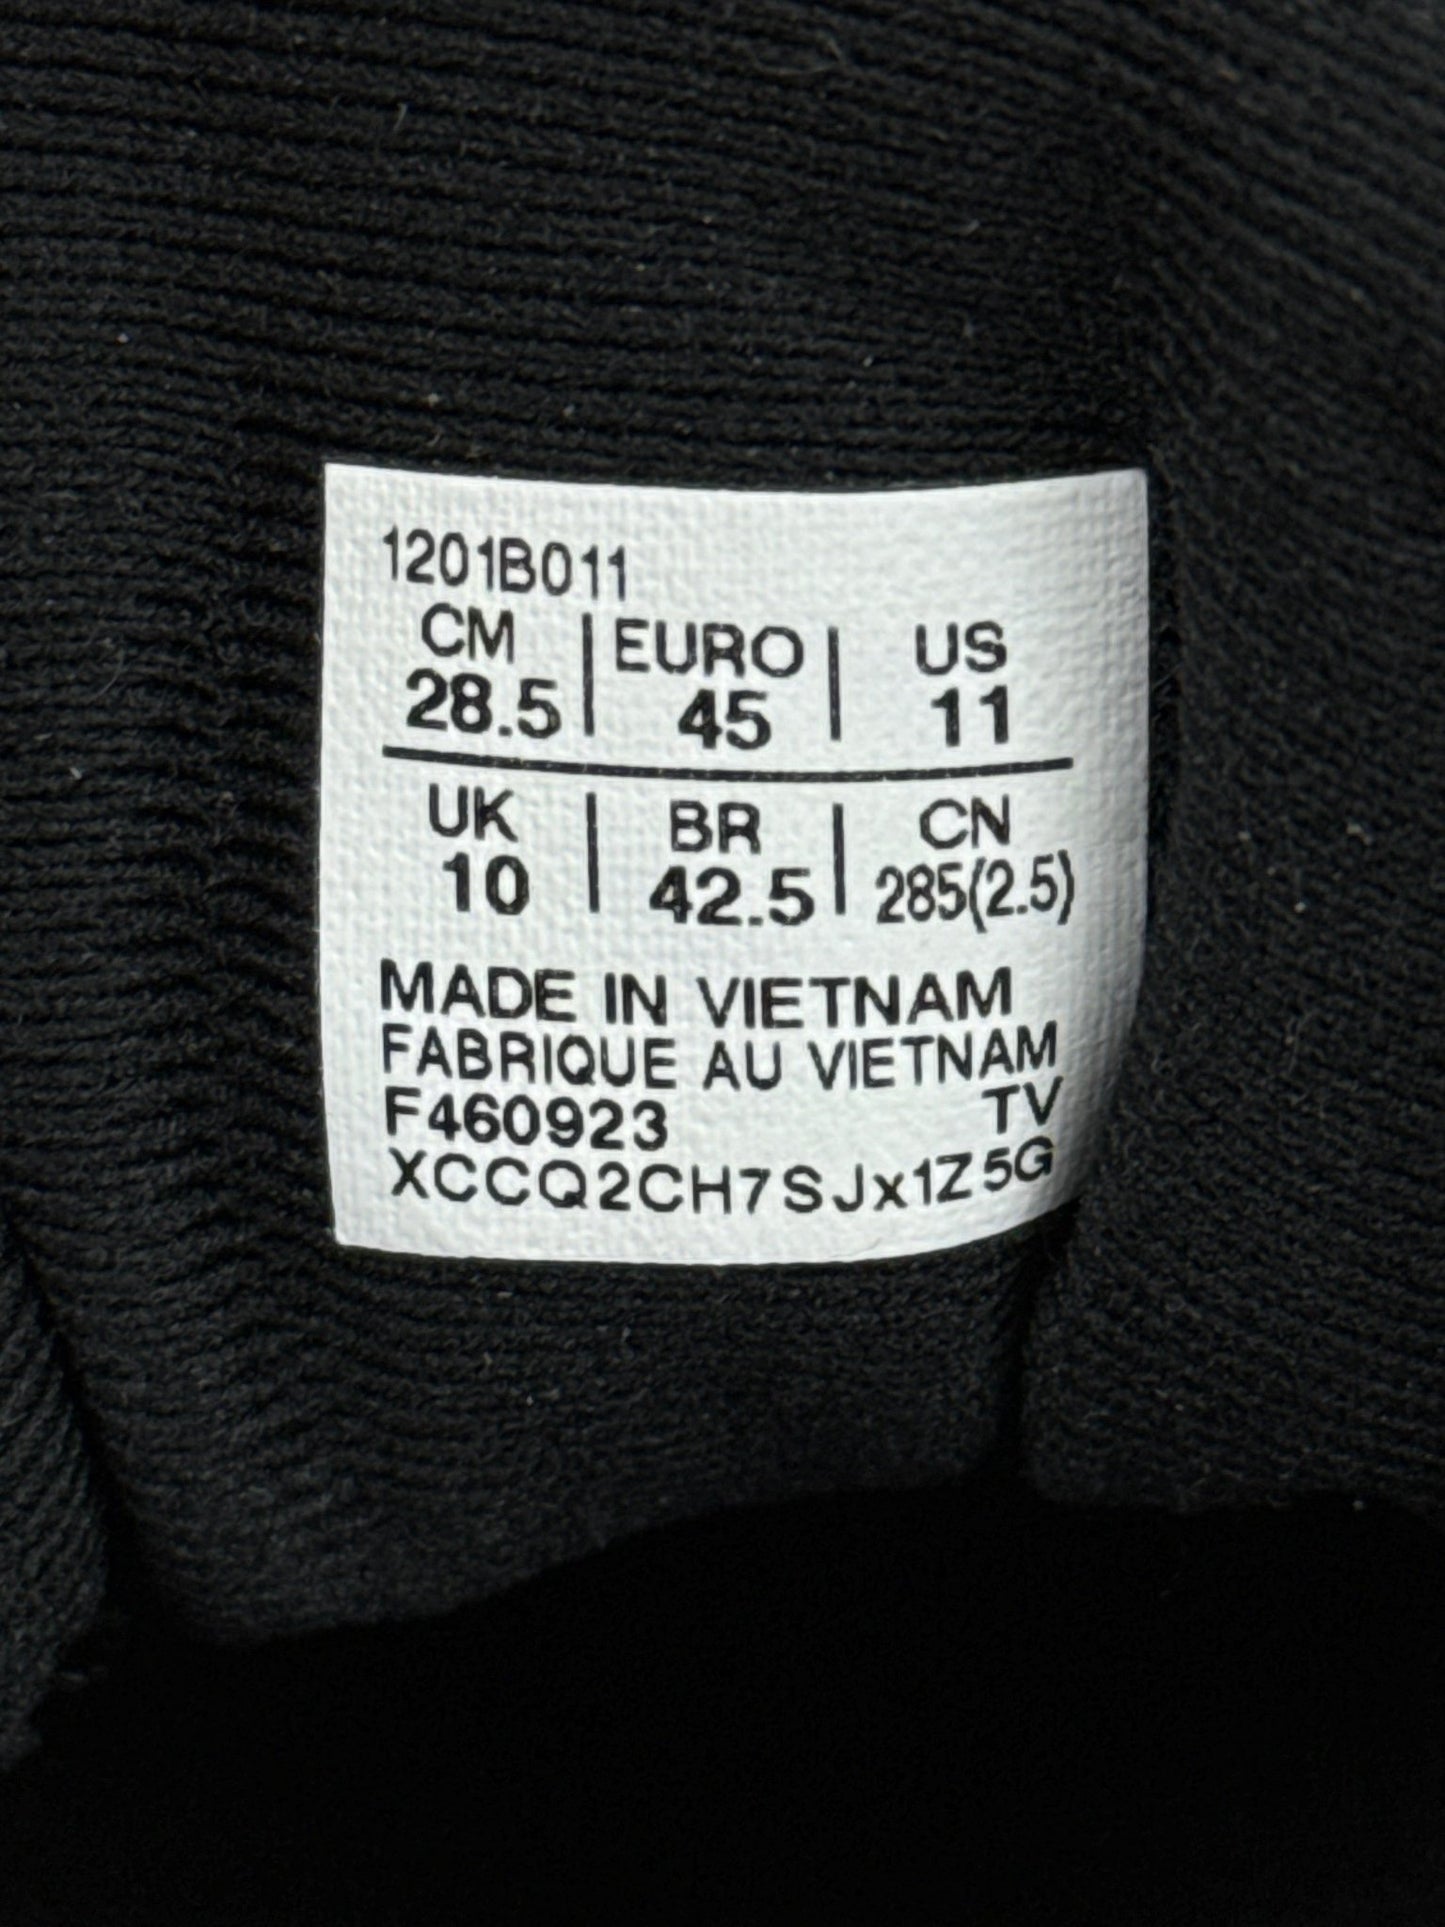 1201B011
CM | EURO | US
28.5 | 45 | 11
UK | BR | CN
10 | 42.5 | 285(2.5)
MADE IN VIETNAM
FABRIQUE AU VIETNAM
F460923 TV
XCCQ2CH7SJx1Z5G